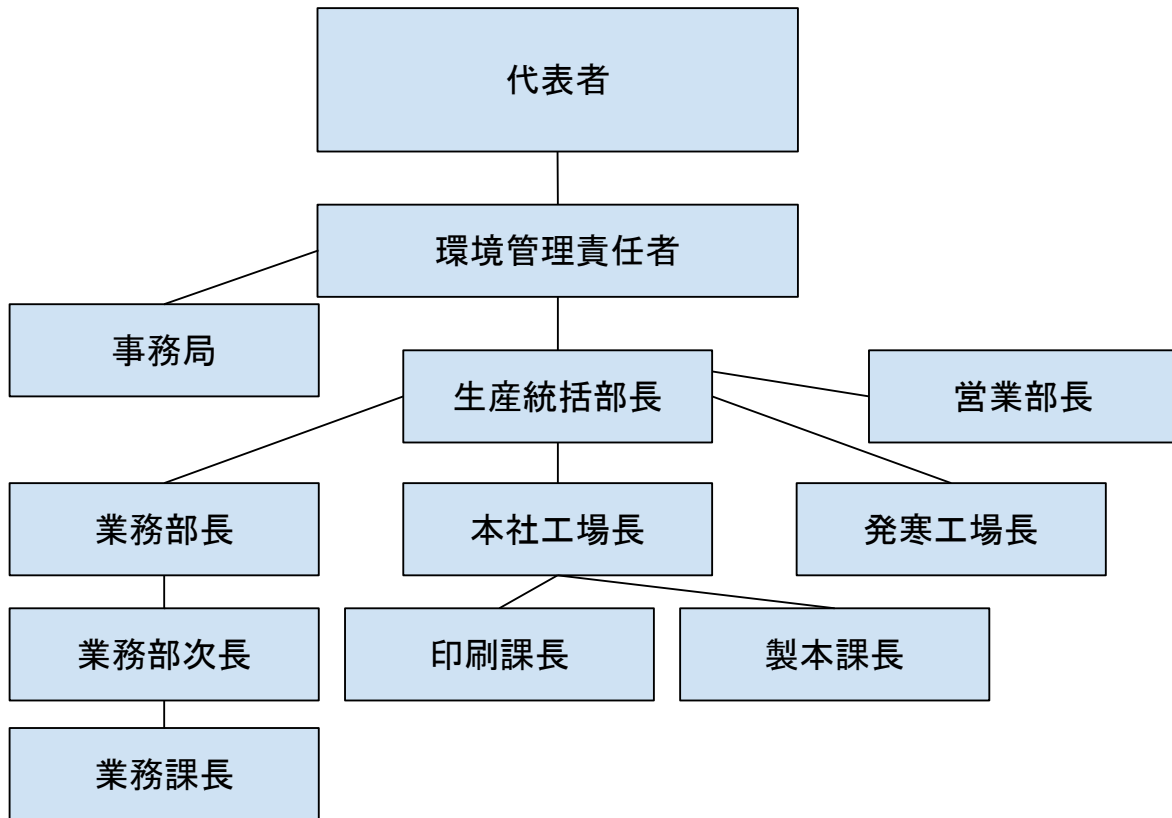 代表者
環境管理責任者
事務局
生産統括部長
営業部長
業務部長
本社工場長
発寒工場長
業務部次長
印刷課長
製本課長
業務課長